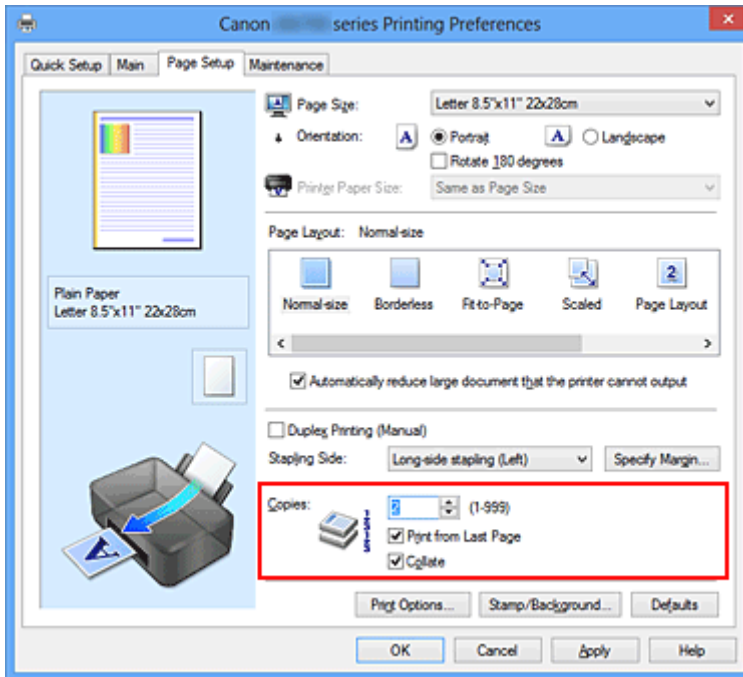 Canon series Printing Preferences
Quick Setup Main Page Setup Maintenance
Page Size: Letter 8.5"x11" 22x28cm
Orientation: A Portrait A Landscape
Rotate 180 degrees
Printer Paper Size: Same as Page Size
Page Layout: Normal-size
Normal-size Borderless Fit-to-Page Scaled 2 Page Layout
Automatically reduce large document that the printer cannot output
Plain Paper
Letter 8.5"x11" 22x28cm
Duplex Printing (Manual)
Stapling Side: Long-side stapling (Left) Specify Margin...
Copies: 2 (1-999)
Print from Last Page
Collate
A
Print Options... Stamp/Background... Defaults
OK Cancel Apply Help